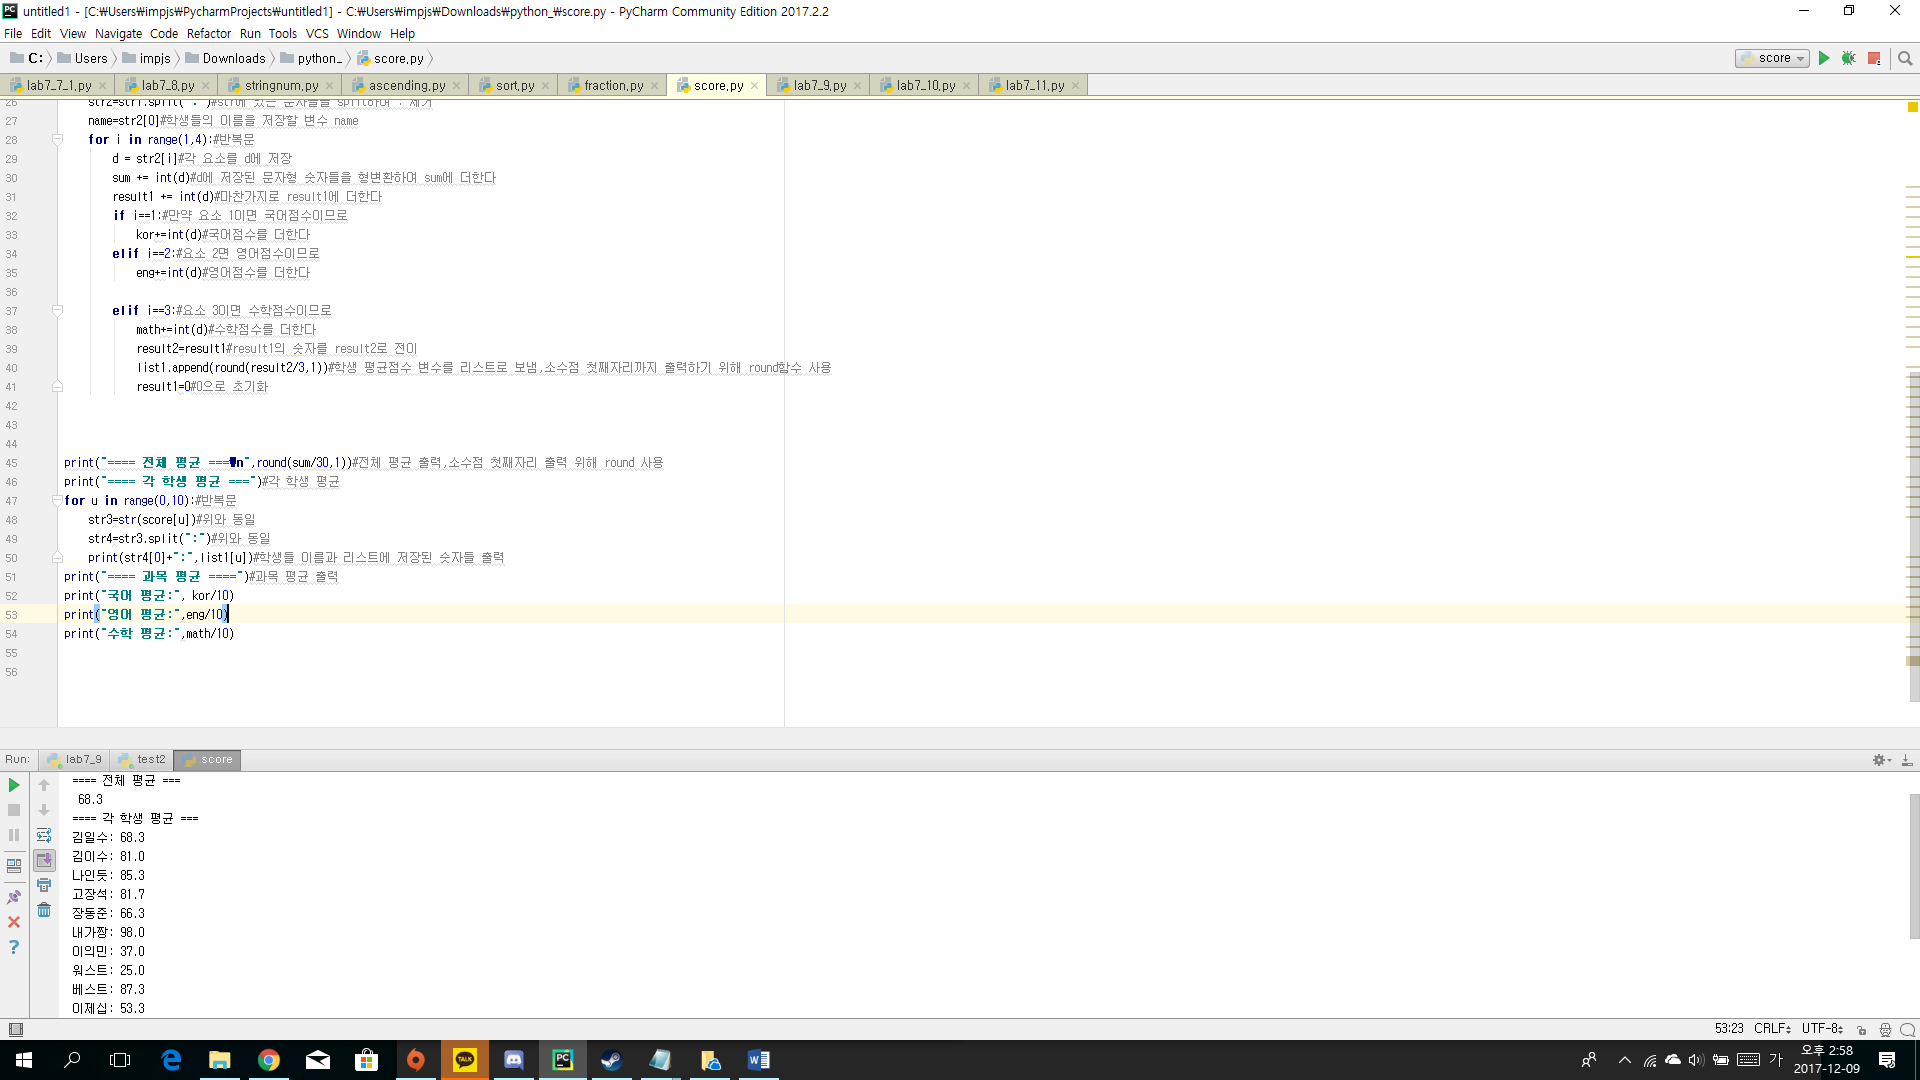 untitled1 - [C:₩Users₩impjs₩PycharmProjects₩untitled1] - C:₩Users₩impjs₩Downloads₩python_₩score.py - PyCharm Community Edition 2017.2.2
File Edit View Navigate Code Refactor Run Tools VCS Window Help
C: Users impjs Downloads python_ score.py score
lab7_7_1.py lab7_8.py stringnum.py ascending.py sort.py fraction.py score.py lab7_9.py lab7_10.py lab7_11.py
26 str2=str1.split(":")#str에 있는 문자들을 split하여 : 제거
27 name=str2[0]#학생들의 이름을 저장할 변수 name
28 for i in range(1,4):#반복문
29 d = str2[i]#각 요소를 d에 저장
30 sum += int(d)#d에 저장된 문자형 숫자들을 형변환하여 sum에 더한다
31 result1 += int(d)#마찬가지로 result1에 더한다
32 if i==1:#만약 요소 1이면 국어점수이므로
33 kor+=int(d)#국어점수를 더한다
34 elif i==2:#요소 2면 영어점수이므로
35 eng+=int(d)#영어점수를 더한다
36
37 elif i==3:#요소 3이면 수학점수이므로
38 math+=int(d)#수학점수를 더한다
39 result2=result1#result1의 숫자를 result2로 전이
40 list1.append(round(result2/3,1))#학생 평균점수 변수를 리스트로 보냄,소수점 첫째자리까지 출력하기 위해 round함수 사용
41 result1=0#0으로 초기화
42
43
44
45 print("==== 전체 평균 ===₩n",round(sum/30,1))#전체 평균 출력,소수점 첫째자리 출력 위해 round 사용
46 print("==== 각 학생 평균 ===")#각 학생 평균
47 for u in range(0,10):#반복문
48 str3=str(score[u])#위와 동일
49 str4=str3.split(":")#위와 동일
50 print(str4[0]+":",list1[u])#학생들 이름과 리스트에 저장된 숫자들 출력
51 print("==== 과목 평균 ====")#과목 평균 출력
52 print("국어 평균:", kor/10)
53 print("영어 평균:",eng/10)
54 print("수학 평균:",math/10)
55
56
Run: lab7_9 test2 score
==== 전체 평균 ===
68.3
==== 각 학생 평균 ===
김일수: 68.3
김이수: 81.0
나인듯: 85.3
고장석: 81.7
장동준: 66.3
내가짱: 98.0
이의민: 37.0
워스트: 25.0
베스트: 87.3
이제십: 53.3
53:23 CRLF÷ UTF-8÷
TALK PC 가 오후 2:58
2017-12-09